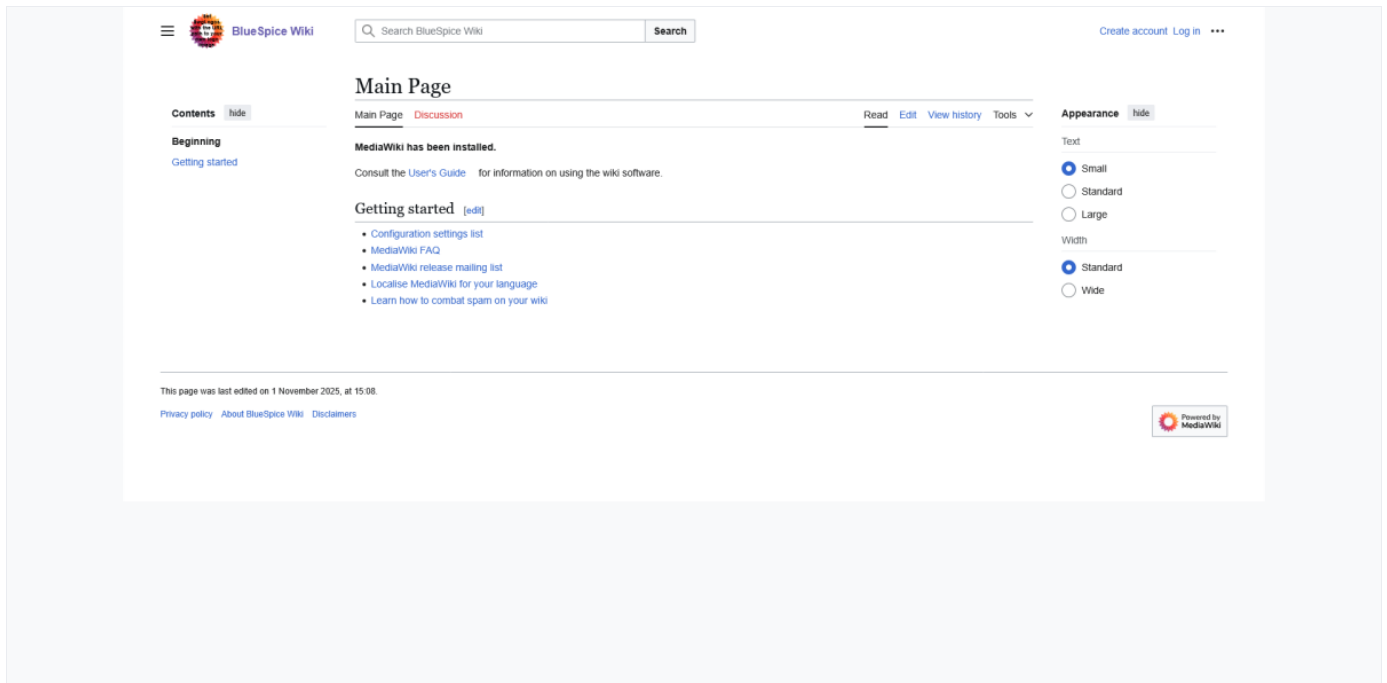 BlueSpice Wiki
Search BlueSpice Wiki
Search
Create account Log in
Main Page
Contents hide
Beginning
Getting started
Main Page Discussion
Read Edit View history Tools
MediaWiki has been installed.
Consult the User's Guide for information on using the wiki software.
Getting started [edit]
Configuration settings list
MediaWiki FAQ
MediaWiki release mailing list
Localise MediaWiki for your language
Learn how to combat spam on your wiki
Appearance hide
Text
Small
Standard
Large
Width
Standard
Wide
This page was last edited on 1 November 2025, at 15:08.
Privacy policy About BlueSpice Wiki Disclaimers
Powered by
MediaWiki